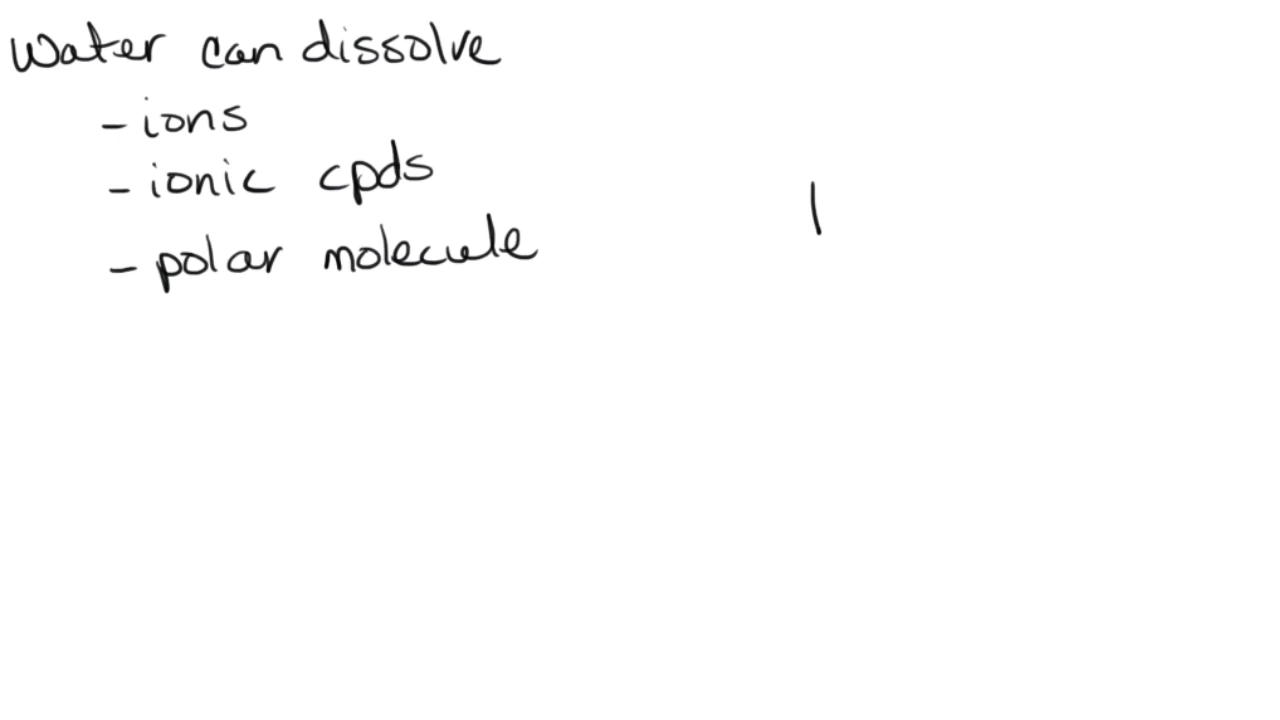 Water can dissolve
- ions
- ionic cpds
- polar molecule